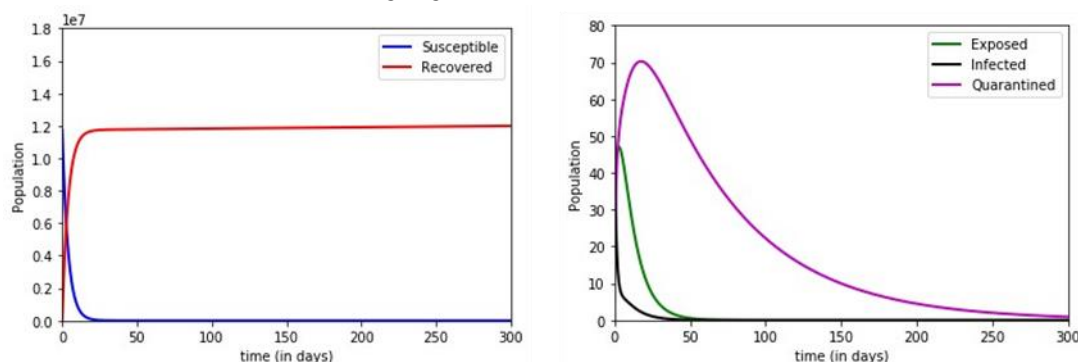 1e7
1.8
1.6
1.4
1.2
1.0
0.8
0.6
0.4
0.2
0.0
Population
0 50 100 150 200 250 300
time (in days)
Susceptible
Recovered
80
70
60
50
40
30
20
10
0
Population
0 50 100 150 200 250 300
time (in days)
Exposed
Infected
Quarantined